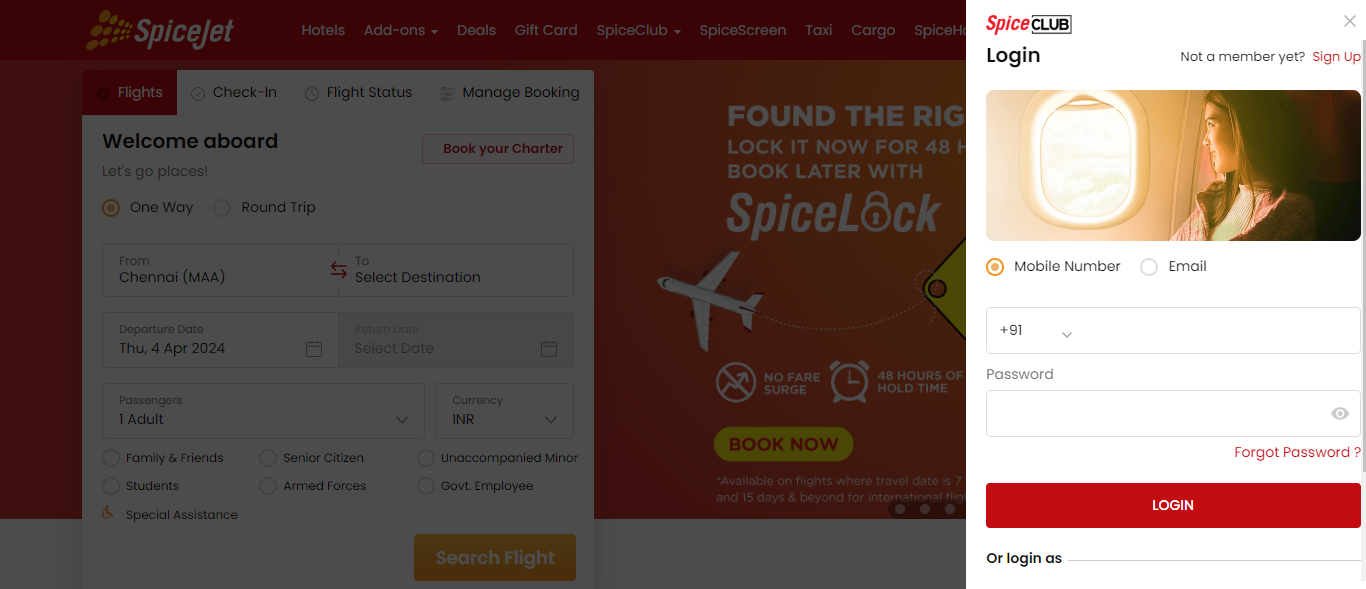 SpiceJet
Hotels Add-ons Deals Gift Card SpiceClub SpiceScreen Taxi Cargo
Flights Check-In Flight Status Manage Booking
Welcome aboard
Book your Charter
Let's go places!
One Way Round Trip
From
Chennai (MAA)
To
Select Destination
Departure Date
Thu, 4 Apr 2024
Return Date
Select Date
Passengers
1 Adult
Currency
INR
Family & Friends Senior Citizen Unaccompanied Minor
Students Armed Forces Govt. Employee
Special Assistance
Search Flight
FOUND THE RIG
LOCK IT NOW FOR 48 H
BOOK LATER WITH
SpiceLock
NO FARE
SURGE
48 HOURS OF
HOLD TIME
BOOK NOW
*Available on flights where travel date is 7
and 15 days & beyond for international fligh
SpiceCLUB
Login
Not a member yet? Sign Up
Mobile Number Email
+91
Password
Forgot Password ?
LOGIN
Or login as